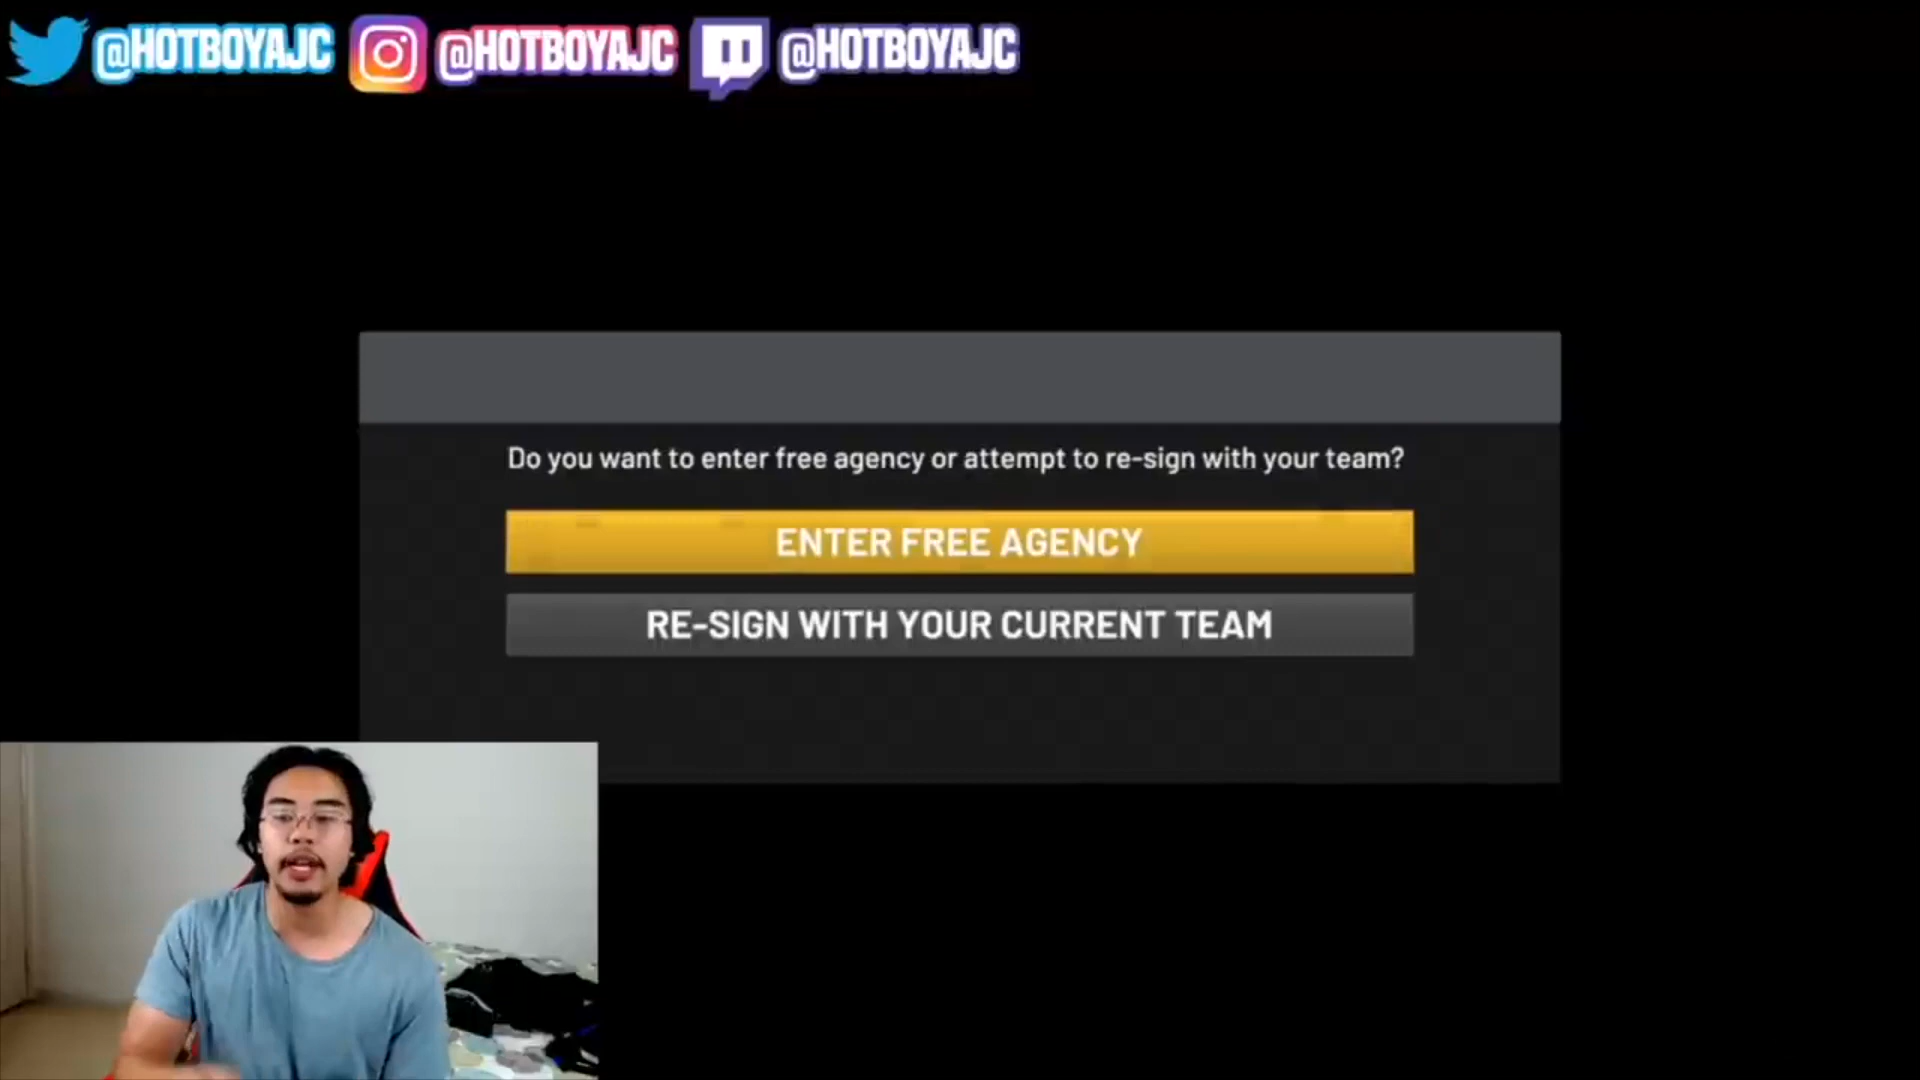 @HOTBOYAJC @HOTBOYAJC @HOTBOYAJC
Do you want to enter free agency or attempt to re-sign with your team?
ENTER FREE AGENCY
RE-SIGN WITH YOUR CURRENT TEAM